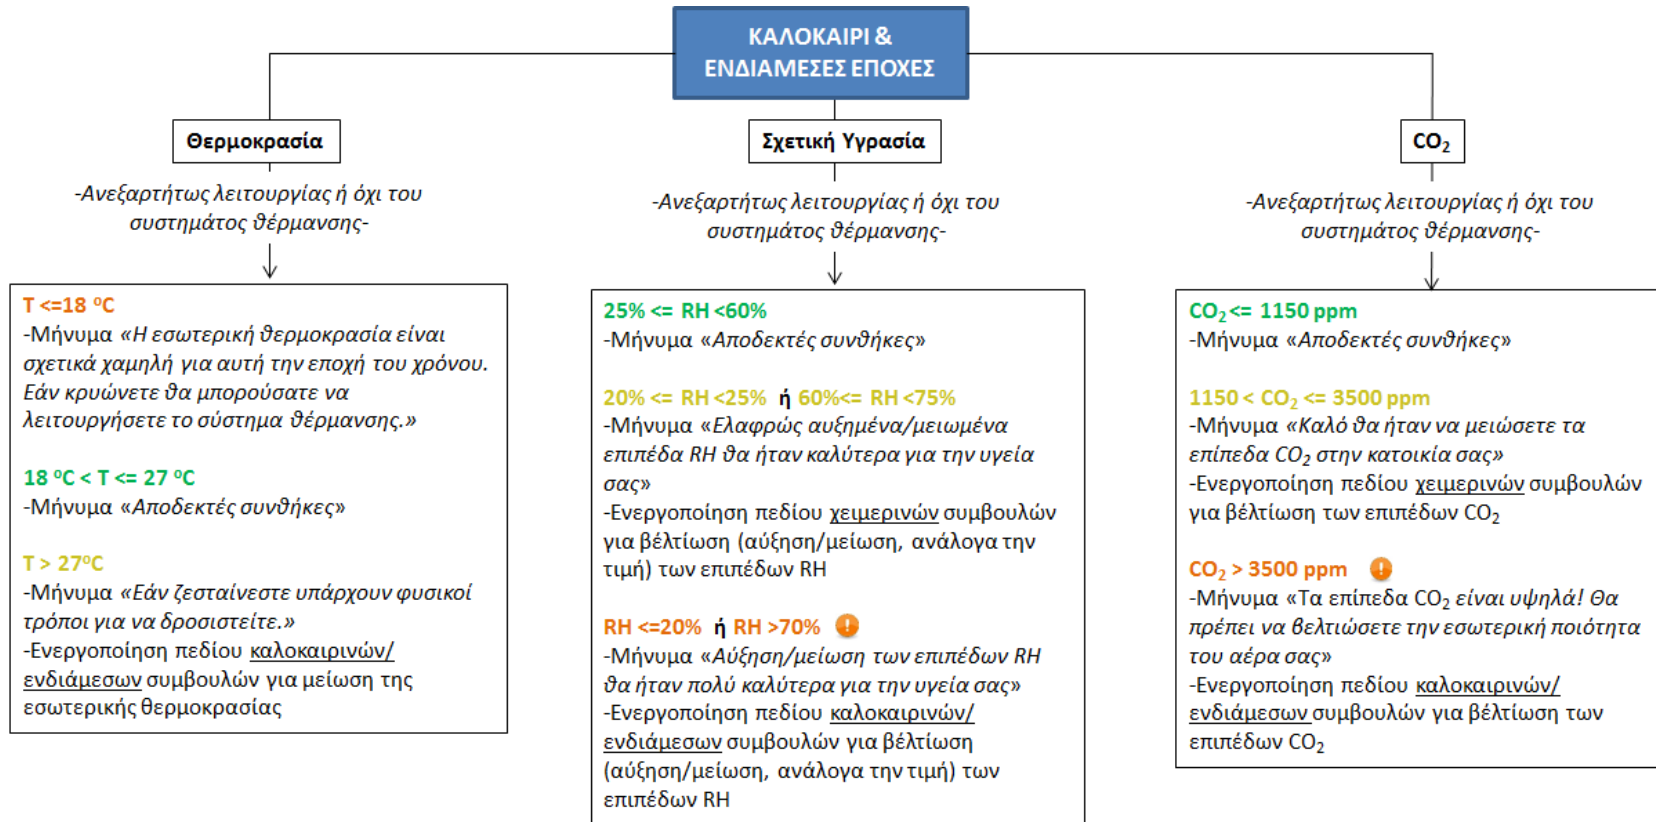 ΚΑΛΟΚΑΙΡΙ &
ΕΝΔΙΑΜΕΣΕΣ ΕΠΟΧΕΣ
Θερμοκρασία
-Ανεξαρτήτως λειτουργίας ή όχι του
συστημάτος θέρμανσης-
T <=18 °C
-Μήνυμα «Η εσωτερική θερμοκρασία είναι
σχετικά χαμηλή για αυτή την εποχή του χρόνου.
Εάν κρυώνετε θα μπορούσατε να
λειτουργήσετε το σύστημα θέρμανσης.»
18 °C < T <= 27 °C
-Μήνυμα «Αποδεκτές συνθήκες»
T > 27°C
-Μήνυμα «Εάν ζεσταίνεστε υπάρχουν φυσικοί
τρόποι για να δροσιστείτε.»
-Ενεργοποίηση πεδίου καλοκαιρινών/
ενδιάμεσων συμβουλών για μείωση της
εσωτερικής θερμοκρασίας
Σχετική Υγρασία
-Ανεξαρτήτως λειτουργίας ή όχι του
συστημάτος θέρμανσης-
25% <= RH <60%
-Μήνυμα «Αποδεκτές συνθήκες»
20% <= RH <25% ή 60%<= RH <75%
-Μήνυμα «Ελαφρώς αυξημένα/μειωμένα
επιπέδα RH θα ήταν καλύτερα για την υγεία
σας»
-Ενεργοποίηση πεδίου χειμερινών συμβουλών
για βέλτίωση (αύξηση/μείωση, ανάλογα την
τιμή) των επιπέδων RH
RH <=20% ή RH >70%
-Μήνυμα «Αύξηση/μείωση των επιπέδων RH
θα ήταν πολύ καλύτερα για την υγεία σας»
-Ενεργοποίηση πεδίου καλοκαιρινών/
ενδιάμεσων συμβουλών για βέλτίωση
(αύξηση/μείωση, ανάλογα την τιμή) των
επιπέδων RH
CO₂
-Ανεξαρτήτως λειτουργίας ή όχι του
συστημάτος θέρμανσης-
CO₂ <= 1150 ppm
-Μήνυμα «Αποδεκτές συνθήκες»
1150 < CO₂ <= 3500 ppm
-Μήνυμα «Καλό θα ήταν να μειώσετε τα
επίπεδα CO₂ στην κατοικία σας»
-Ενεργοποίηση πεδίου χειμερινών συμβουλών
για βέλτίωση των επιπέδων CO₂
CO₂ > 3500 ppm
-Μήνυμα «Τα επίπεδα CO₂ είναι υψηλά! Θα
πρέπει να βελτιώσετε την εσωτερική ποιότητα
του αέρα σας»
-Ενεργοποίηση πεδίου καλοκαιρινών/
ενδιάμεσων συμβουλών για βέλτίωση των
επιπέδων CO₂